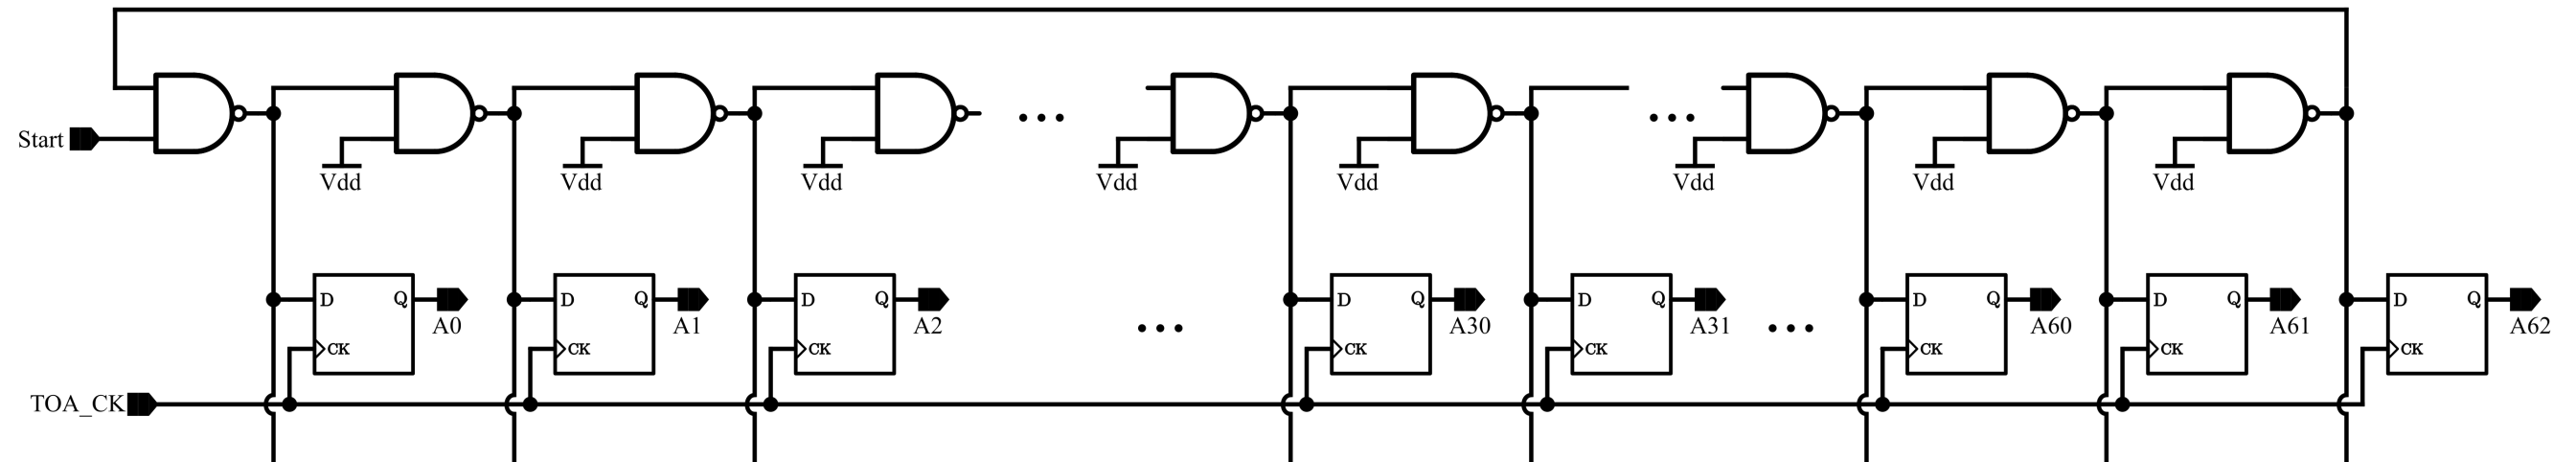 Start
Vdd Vdd Vdd ... Vdd Vdd ... Vdd Vdd Vdd
D Q D Q D Q D Q D Q D Q D Q D Q
A0 A1 A2 ... A30 A31 ... A60 A61 A62
CK CK CK CK CK CK CK CK
TOA_CK